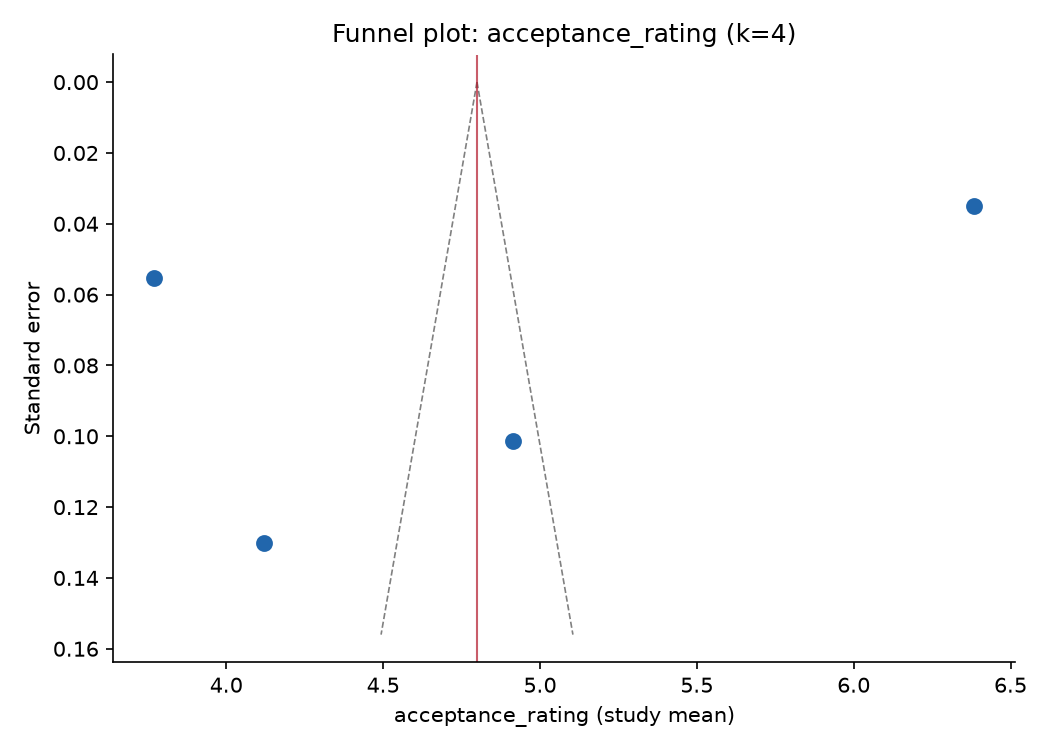 Funnel plot: acceptance_rating (k=4)
Standard error
0.00
0.02
0.04
0.06
0.08
0.10
0.12
0.14
0.16
4.0 4.5 5.0 5.5 6.0 6.5
acceptance_rating (study mean)